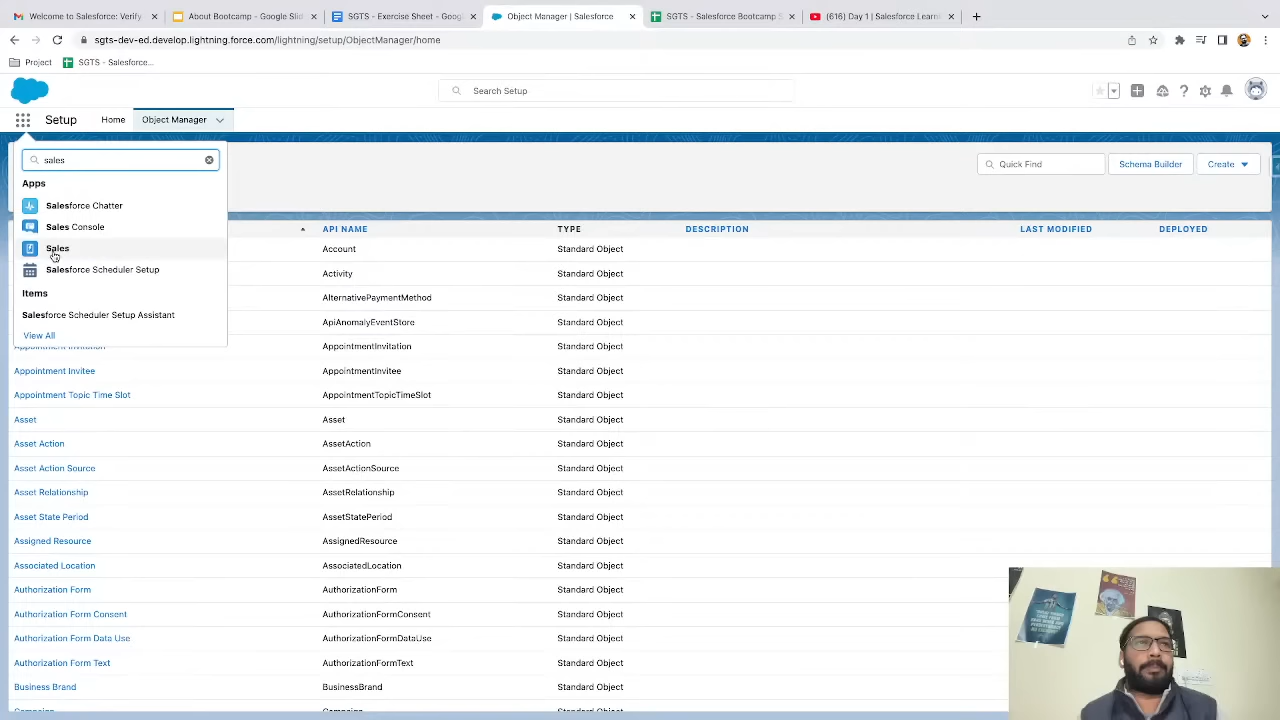 Welcome to Salesforce: Verify
About Bootcamp - Google Slid
SGTS - Exercise Sheet - Google
Object Manager | Salesforce
SGTS - Salesforce Bootcamp S
(616) Day 1 | Salesforce Learni
sgts-dev-ed.develop.lightning.force.com/lightning/setup/ObjectManager/home
Project
SGTS - Salesforce...
Search Setup
Setup
Home
Object Manager
sales
Apps
Salesforce Chatter
Sales Console
Sales
Salesforce Scheduler Setup
Items
Salesforce Scheduler Setup Assistant
View All
Quick Find
Schema Builder
Create
API NAME TYPE DESCRIPTION LAST MODIFIED DEPLOYED
Account Standard Object
Activity Standard Object
AlternativePaymentMethod Standard Object
ApiAnomalyEventStore Standard Object
Appointment Invitation AppointmentInvitation Standard Object
Appointment Invitee AppointmentInvitee Standard Object
Appointment Topic Time Slot AppointmentTopicTimeSlot Standard Object
Asset Asset Standard Object
Asset Action AssetAction Standard Object
Asset Action Source AssetActionSource Standard Object
Asset Relationship AssetRelationship Standard Object
Asset State Period AssetStatePeriod Standard Object
Assigned Resource AssignedResource Standard Object
Associated Location AssociatedLocation Standard Object
Authorization Form AuthorizationForm Standard Object
Authorization Form Consent AuthorizationFormConsent Standard Object
Authorization Form Data Use AuthorizationFormDataUse Standard Object
Authorization Form Text AuthorizationFormText Standard Object
Business Brand BusinessBrand Standard Object